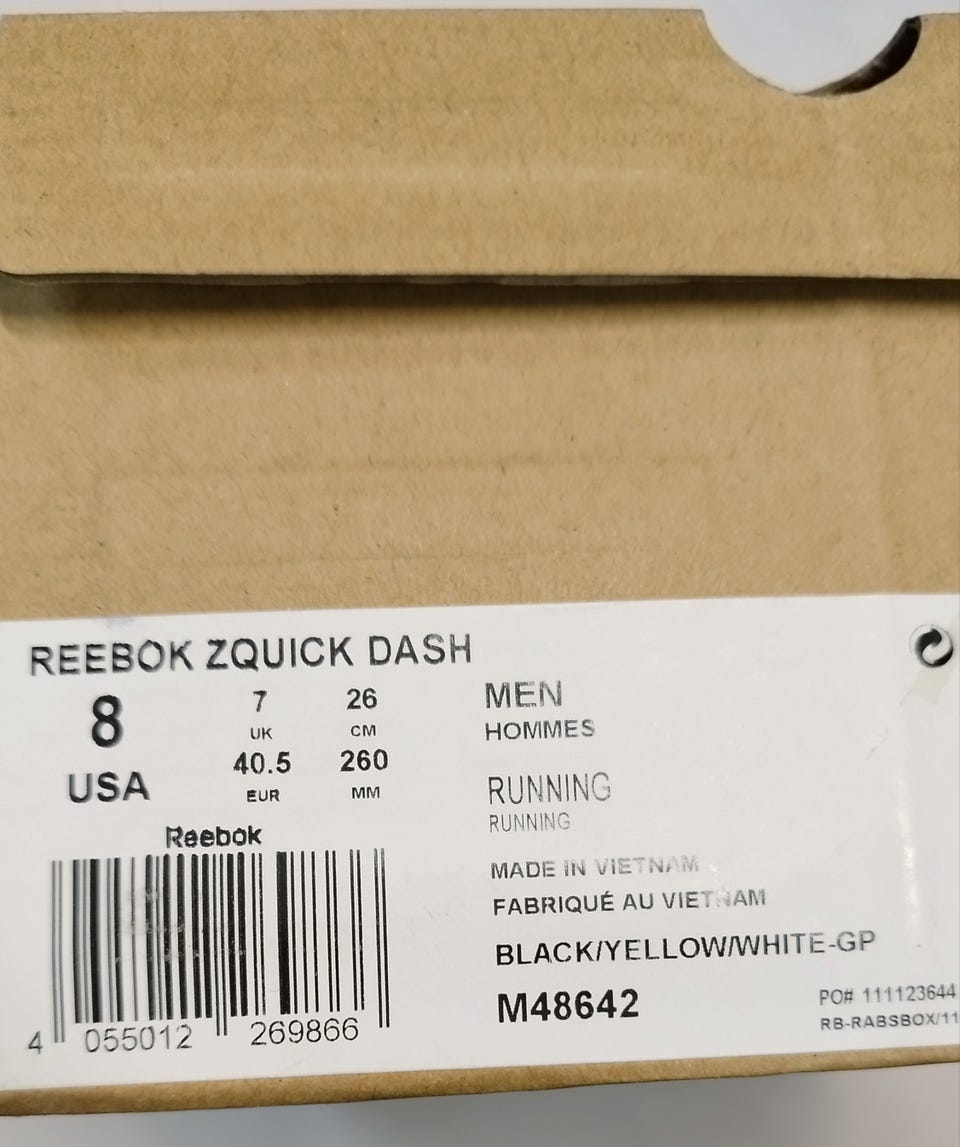 REEBOK ZQUICK DASH
8 7 26
UK CM
40.5 260
USA EUR MM
MEN
HOMMES
RUNNING
RUNNING
Reebok
MADE IN VIETNAM
FABRIQUÉ AU VIETNAM
BLACK/YELLOW/WHITE-GP
M48642
PO# 111123644
RB-RABSBOX/11
4 055012 269866